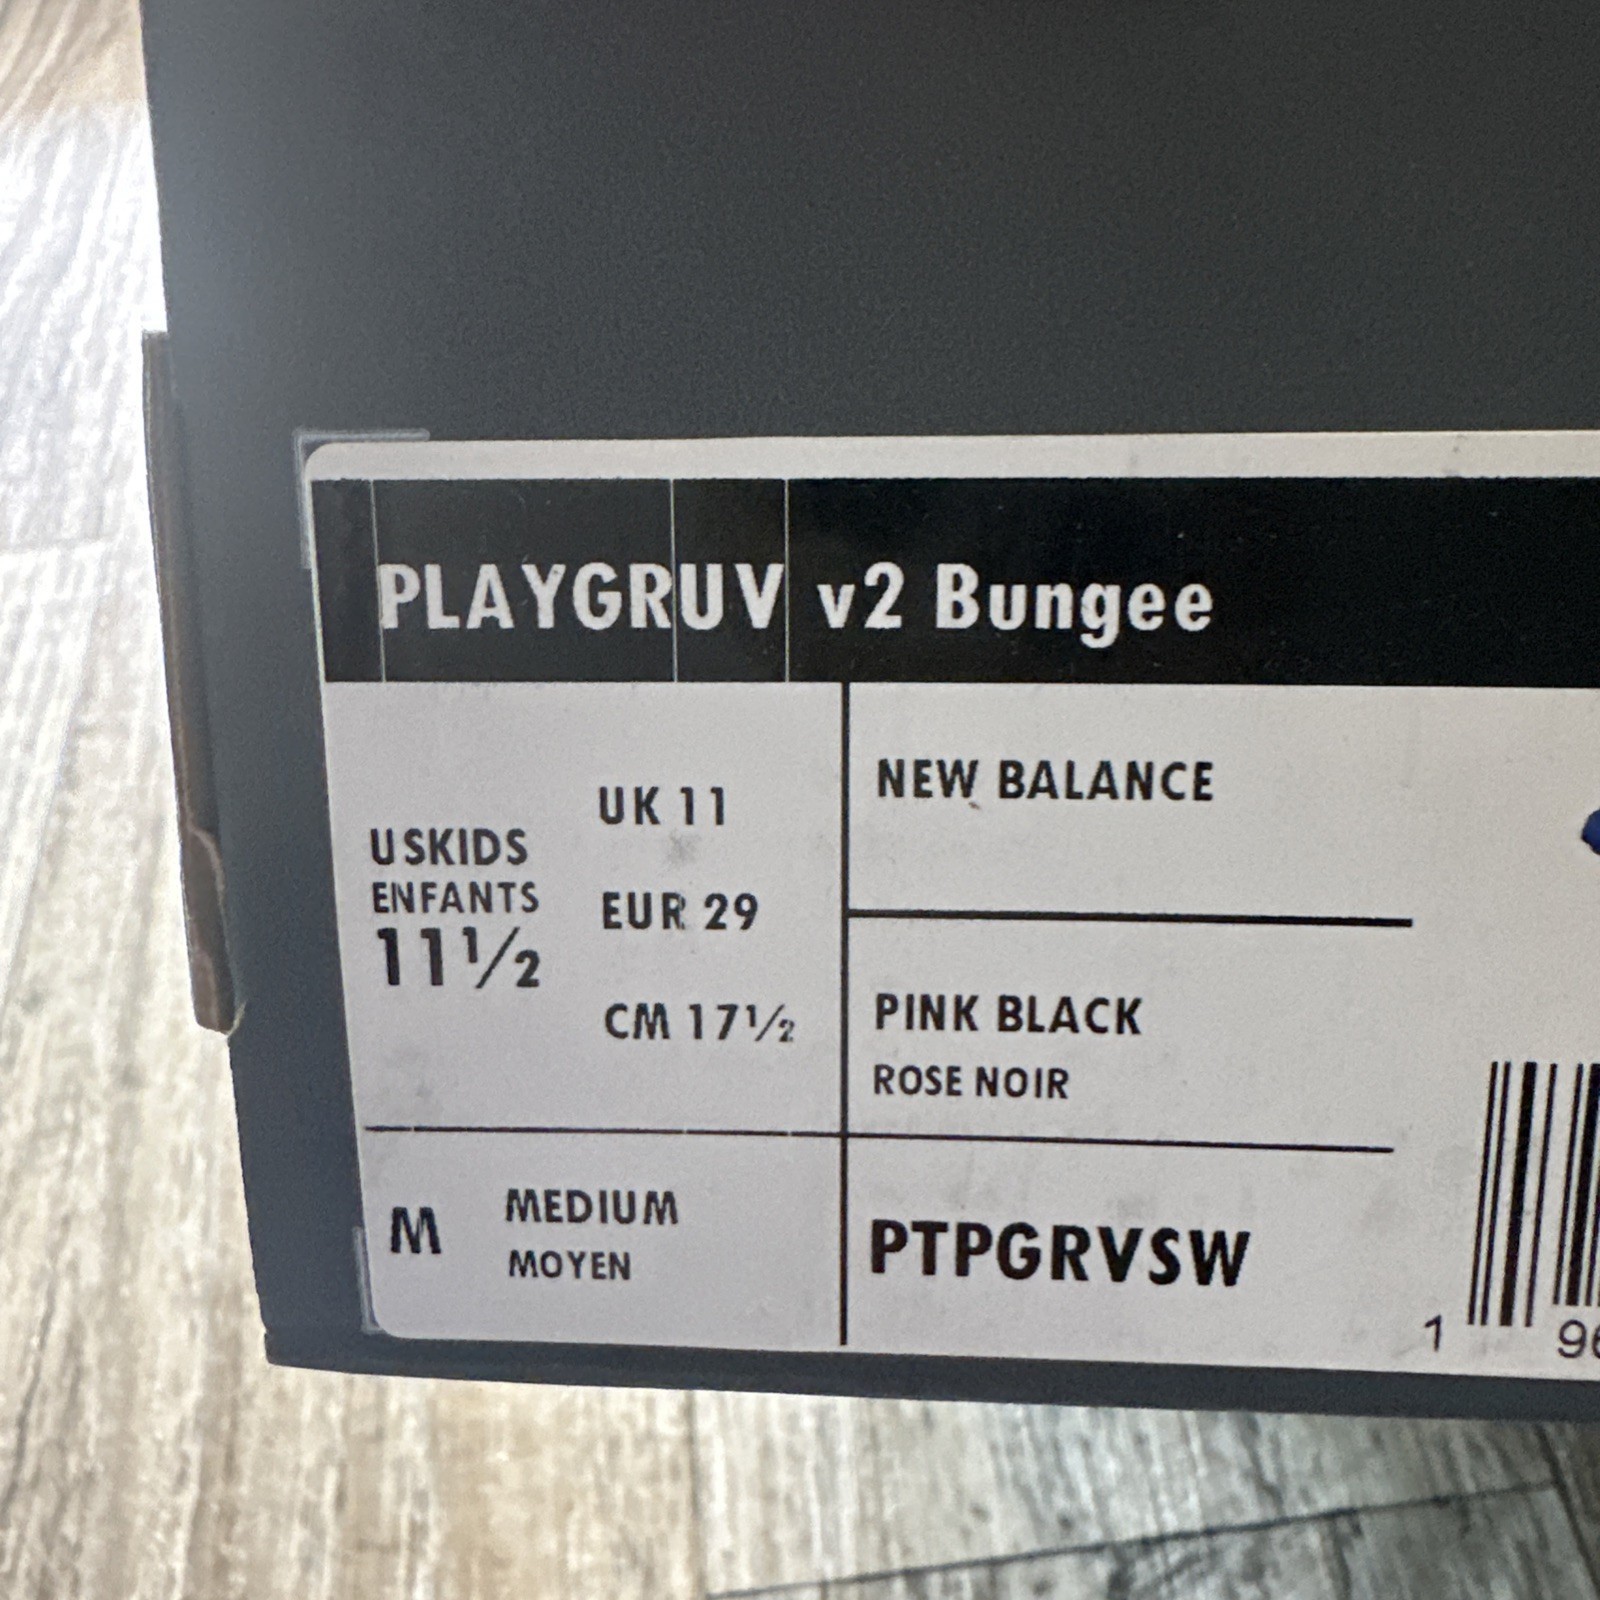 PLAYGRUV v2 Bungee
USKIDS
ENFANTS
11½
UK 11
EUR 29
CM 17½
NEW BALANCE
PINK BLACK
ROSE NOIR
M
MEDIUM
MOYEN
PTPGRVSW
1 96